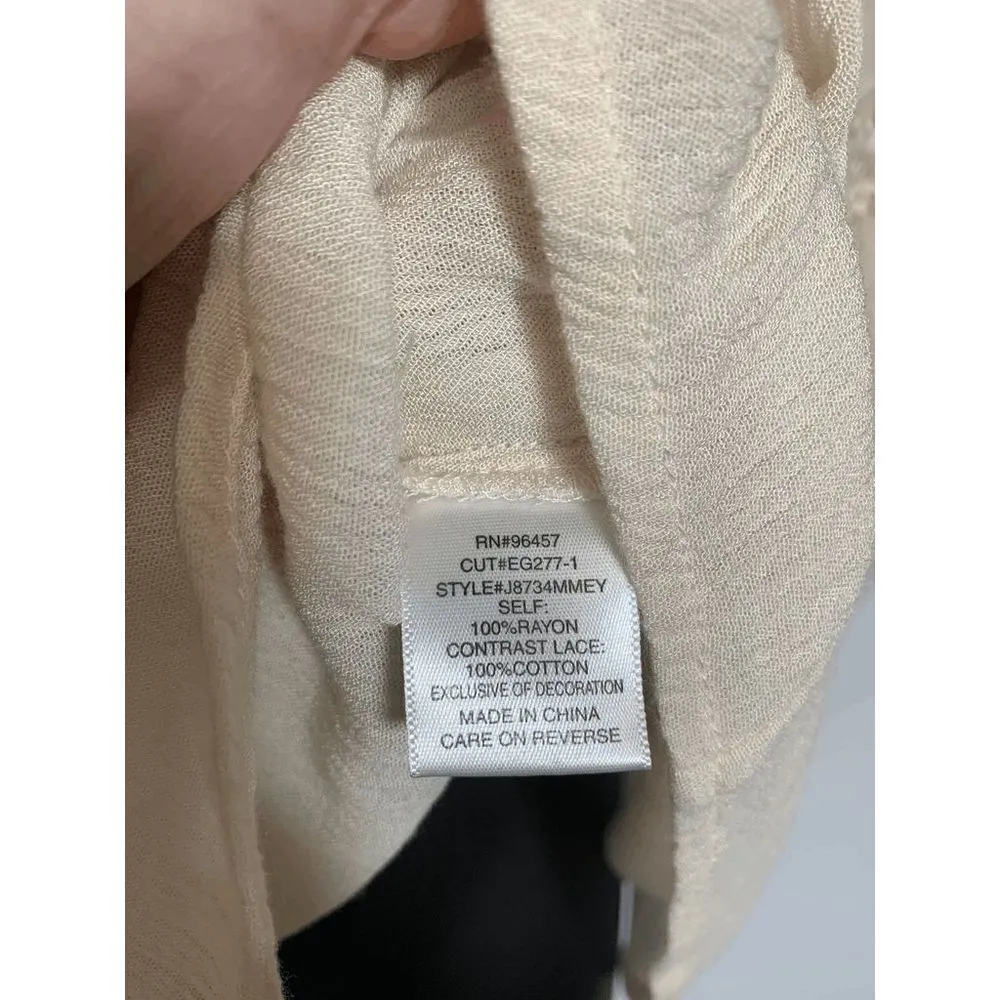 RN#96457
CUT#EG277-1
STYLE#J8734MMEY
SELF:
100%RAYON
CONTRAST LACE:
100%COTTON
EXCLUSIVE OF DECORATION
MADE IN CHINA
CARE ON REVERSE